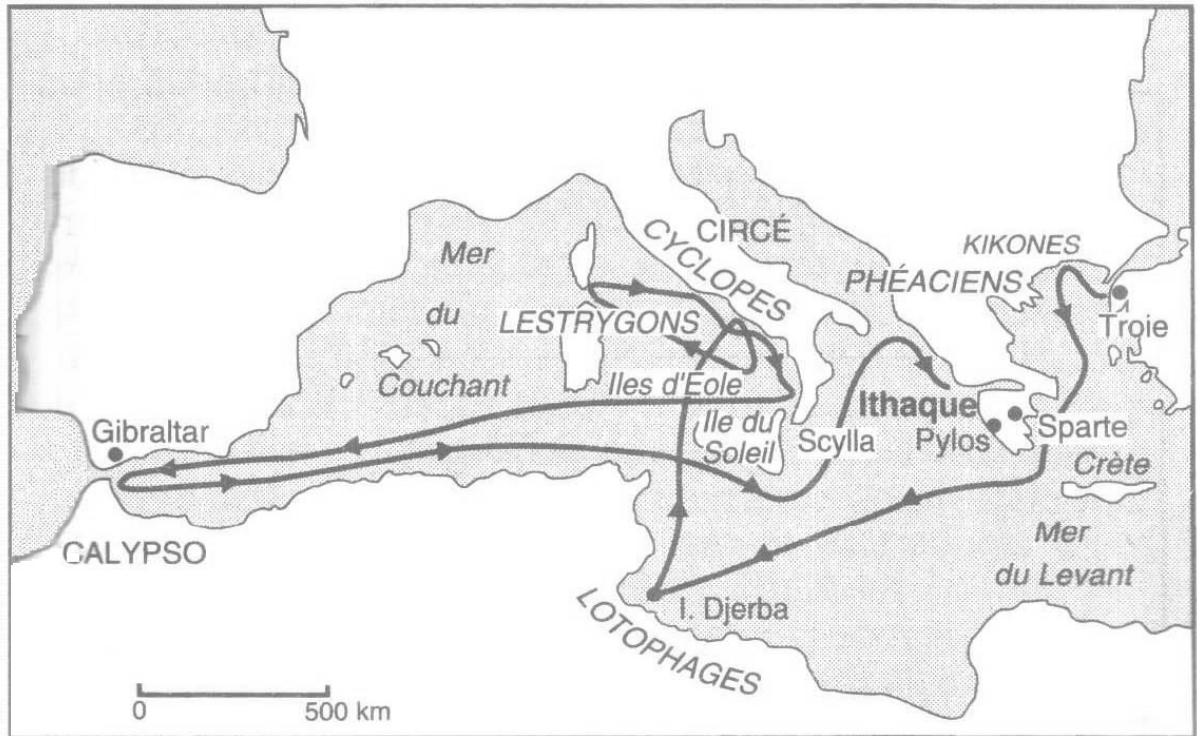 CIRCÉ
CYCLOPES
KIKONES
PHÉACIENS
Mer
du
Couchant
LESTRYGONS
Troie
Iles d'Eole
Ithaque
Ile du
Soleil
Scylla
Pylos
Sparte
Gibraltar
Crète
CALYPSO
Mer
du Levant
I. Djerba
LOTOPHAGES
0
500 km